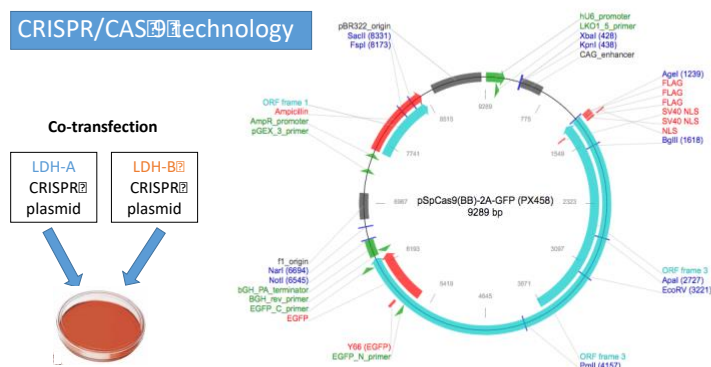 CRISPR/CAS 9 technology
Co-transfection
LDH-A
CRISPR
plasmid
LDH-B
CRISPR
plasmid
pBR322_origin
SacII (8331)
FspI (8173)
ORF frame 1
Ampicillin
AmpR_promoter
pGEX_3_primer
f1_origin
NarI (6694)
NotI (6545)
bGH_PA_terminator
BGH_rev_primer
EGFP_C_primer
EGFP
Y66 (EGFP)
EGFP_N_primer
hU6_promoter
LKO1_5_primer
XbaI (428)
KpnI (438)
CAG_enhancer
AgeI (1239)
FLAG
FLAG
FLAG
SV40 NLS
SV40 NLS
NLS
BglII (1618)
ORF frame 3
ApaI (2727)
EcoRV (3221)
ORF frame 3
PmlI (4157)
pSpCas9(BB)-2A-GFP (PX458)
9289 bp
9289
775
1549
2323
3097
3871
4645
5419
6193
6967
7741
8515